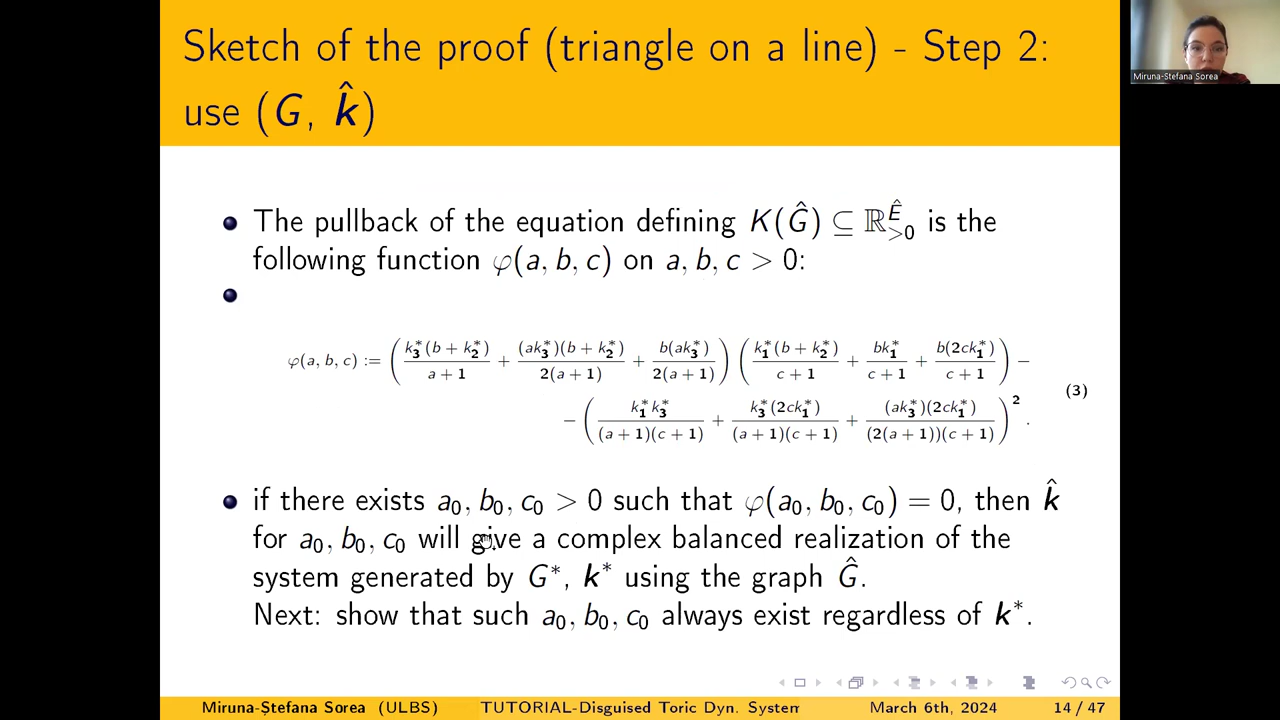 Sketch of the proof (triangle on a line) - Step 2:
use (G, k̂)
Miruna-Stefana Sorea
The pullback of the equation defining K(Ĝ) ⊆ ℝ^Ê_{>0} is the
following function φ(a, b, c) on a, b, c > 0:
φ(a, b, c) := ( k₃*(b + k₂*) / (a + 1) + (ak₃*)(b + k₂*) / 2(a + 1) + b(ak₃*) / 2(a + 1) ) ( k₁*(b + k₂*) / (c + 1) + bk₁* / (c + 1) + b(2ck₁*) / (c + 1) ) −
− ( k₁*k₃* / (a + 1)(c + 1) + k₃*(2ck₁*) / (a + 1)(c + 1) + (ak₃*)(2ck₁*) / (2(a + 1))(c + 1) )² .
(3)
if there exists a₀, b₀, c₀ > 0 such that φ(a₀, b₀, c₀) = 0, then k̂
for a₀, b₀, c₀ will give a complex balanced realization of the
system generated by G*, k* using the graph Ĝ.
Next: show that such a₀, b₀, c₀ always exist regardless of k*.
Miruna-Ștefana Sorea (ULBS) TUTORIAL-Disguised Toric Dyn. System March 6th, 2024 14 / 47